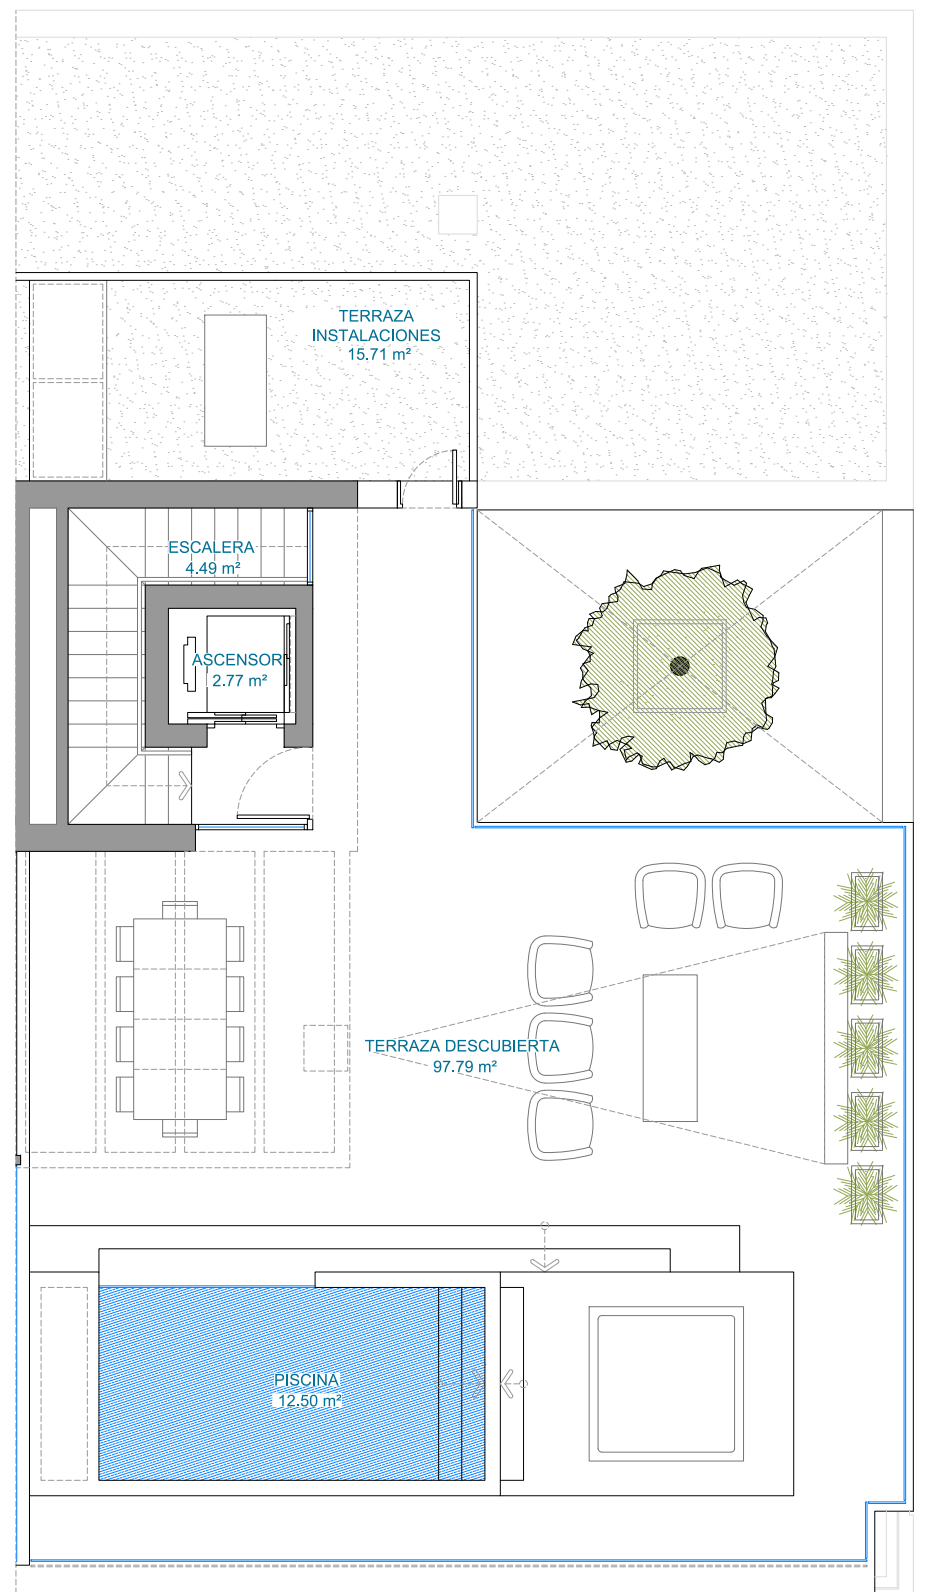 TERRAZA
INSTALACIONES
15.71 m²
ESCALERA
4.49 m²
ASCENSOR
2.77 m²
TERRAZA DESCUBIERTA
97.79 m²
PISCINA
12.50 m²